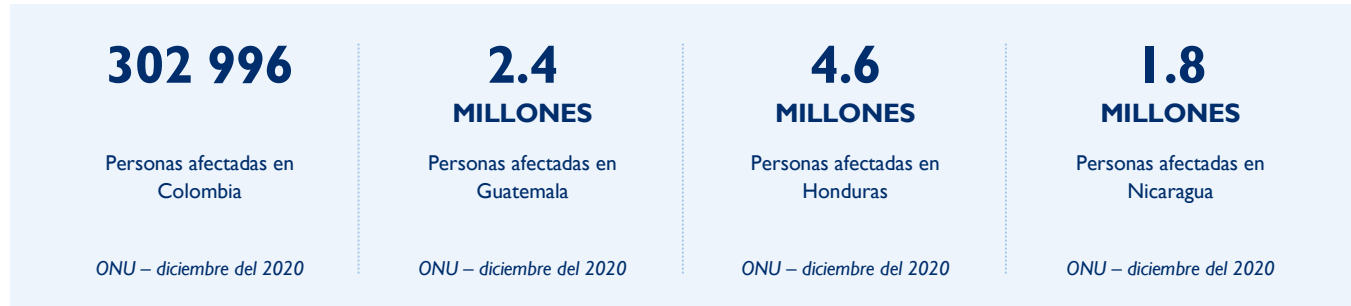 302 996
Personas afectadas en
Colombia
ONU – diciembre del 2020
2.4
MILLONES
Personas afectadas en
Guatemala
ONU – diciembre del 2020
4.6
MILLONES
Personas afectadas en
Honduras
ONU – diciembre del 2020
1.8
MILLONES
Personas afectadas en
Nicaragua
ONU – diciembre del 2020